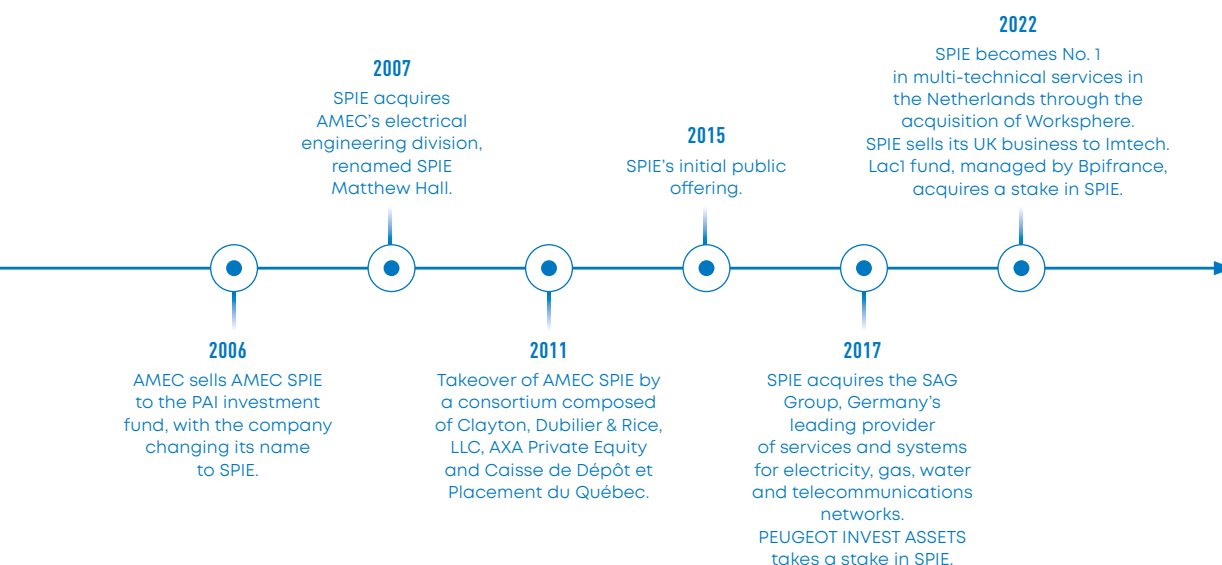 2006
AMEC sells AMEC SPIE
to the PAI investment
fund, with the company
changing its name
to SPIE.
2007
SPIE acquires
AMEC's electrical
engineering division,
renamed SPIE
Matthew Hall.
2011
Takeover of AMEC SPIE by
a consortium composed
of Clayton, Dubilier & Rice,
LLC, AXA Private Equity
and Caisse de Dépôt et
Placement du Québec.
2015
SPIE's initial public
offering.
2017
SPIE acquires the SAG
Group, Germany's
leading provider
of services and systems
for electricity, gas, water
and telecommunications
networks.
PEUGEOT INVEST ASSETS
takes a stake in SPIE.
2022
SPIE becomes No. 1
in multi-technical services in
the Netherlands through the
acquisition of Worksphere.
SPIE sells its UK business to Imtech.
Lac1 fund, managed by Bpifrance,
acquires a stake in SPIE.